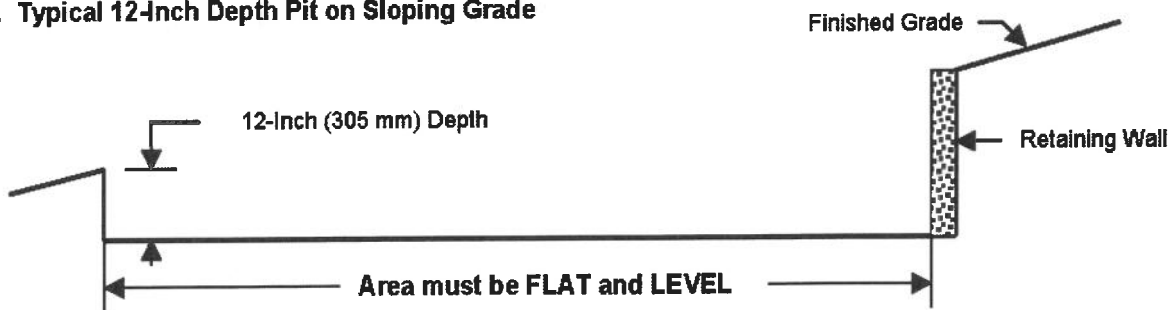 Typical 12-Inch Depth Pit on Sloping Grade
Finished Grade
12-Inch (305 mm) Depth
Retaining Wall
Area must be FLAT and LEVEL